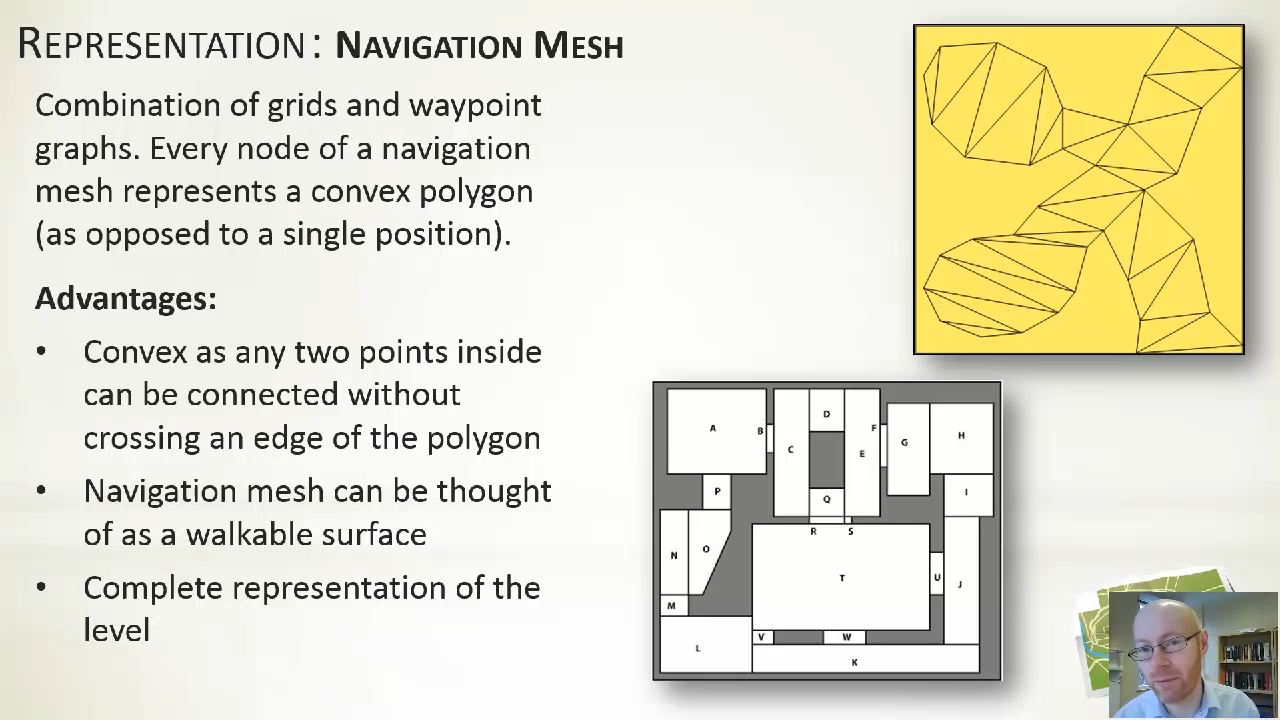 REPRESENTATION: NAVIGATION MESH
Combination of grids and waypoint
graphs. Every node of a navigation
mesh represents a convex polygon
(as opposed to a single position).
Advantages:
• Convex as any two points inside
can be connected without
crossing an edge of the polygon
• Navigation mesh can be thought
of as a walkable surface
• Complete representation of the
level
A
B
C
D
E
F
G
H
I
P
Q
R
S
N
O
T
U
J
M
L
V
W
K